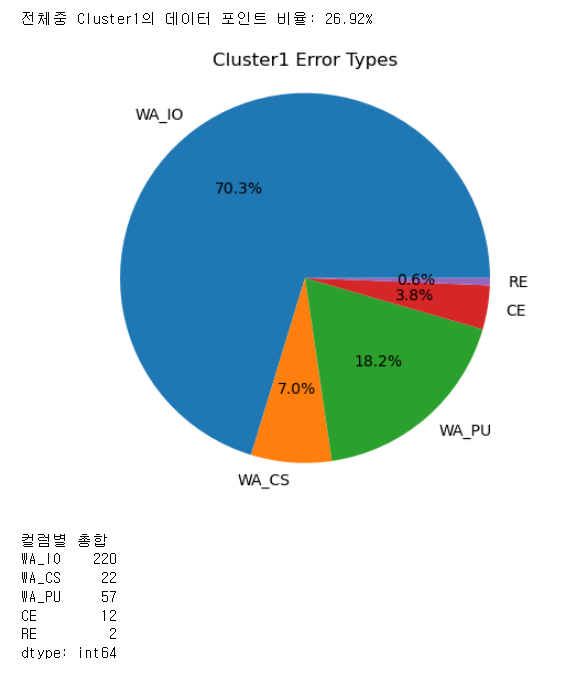 전체중 Cluster1의 데이터 포인트 비율: 26.92%
Cluster1 Error Types
WA_IO
70.3%
0.6%
RE
3.8%
CE
18.2%
7.0%
WA_PU
WA_CS
컬럼별 총합
WA_IO 220
WA_CS 22
WA_PU 57
CE 12
RE 2
dtype: int64